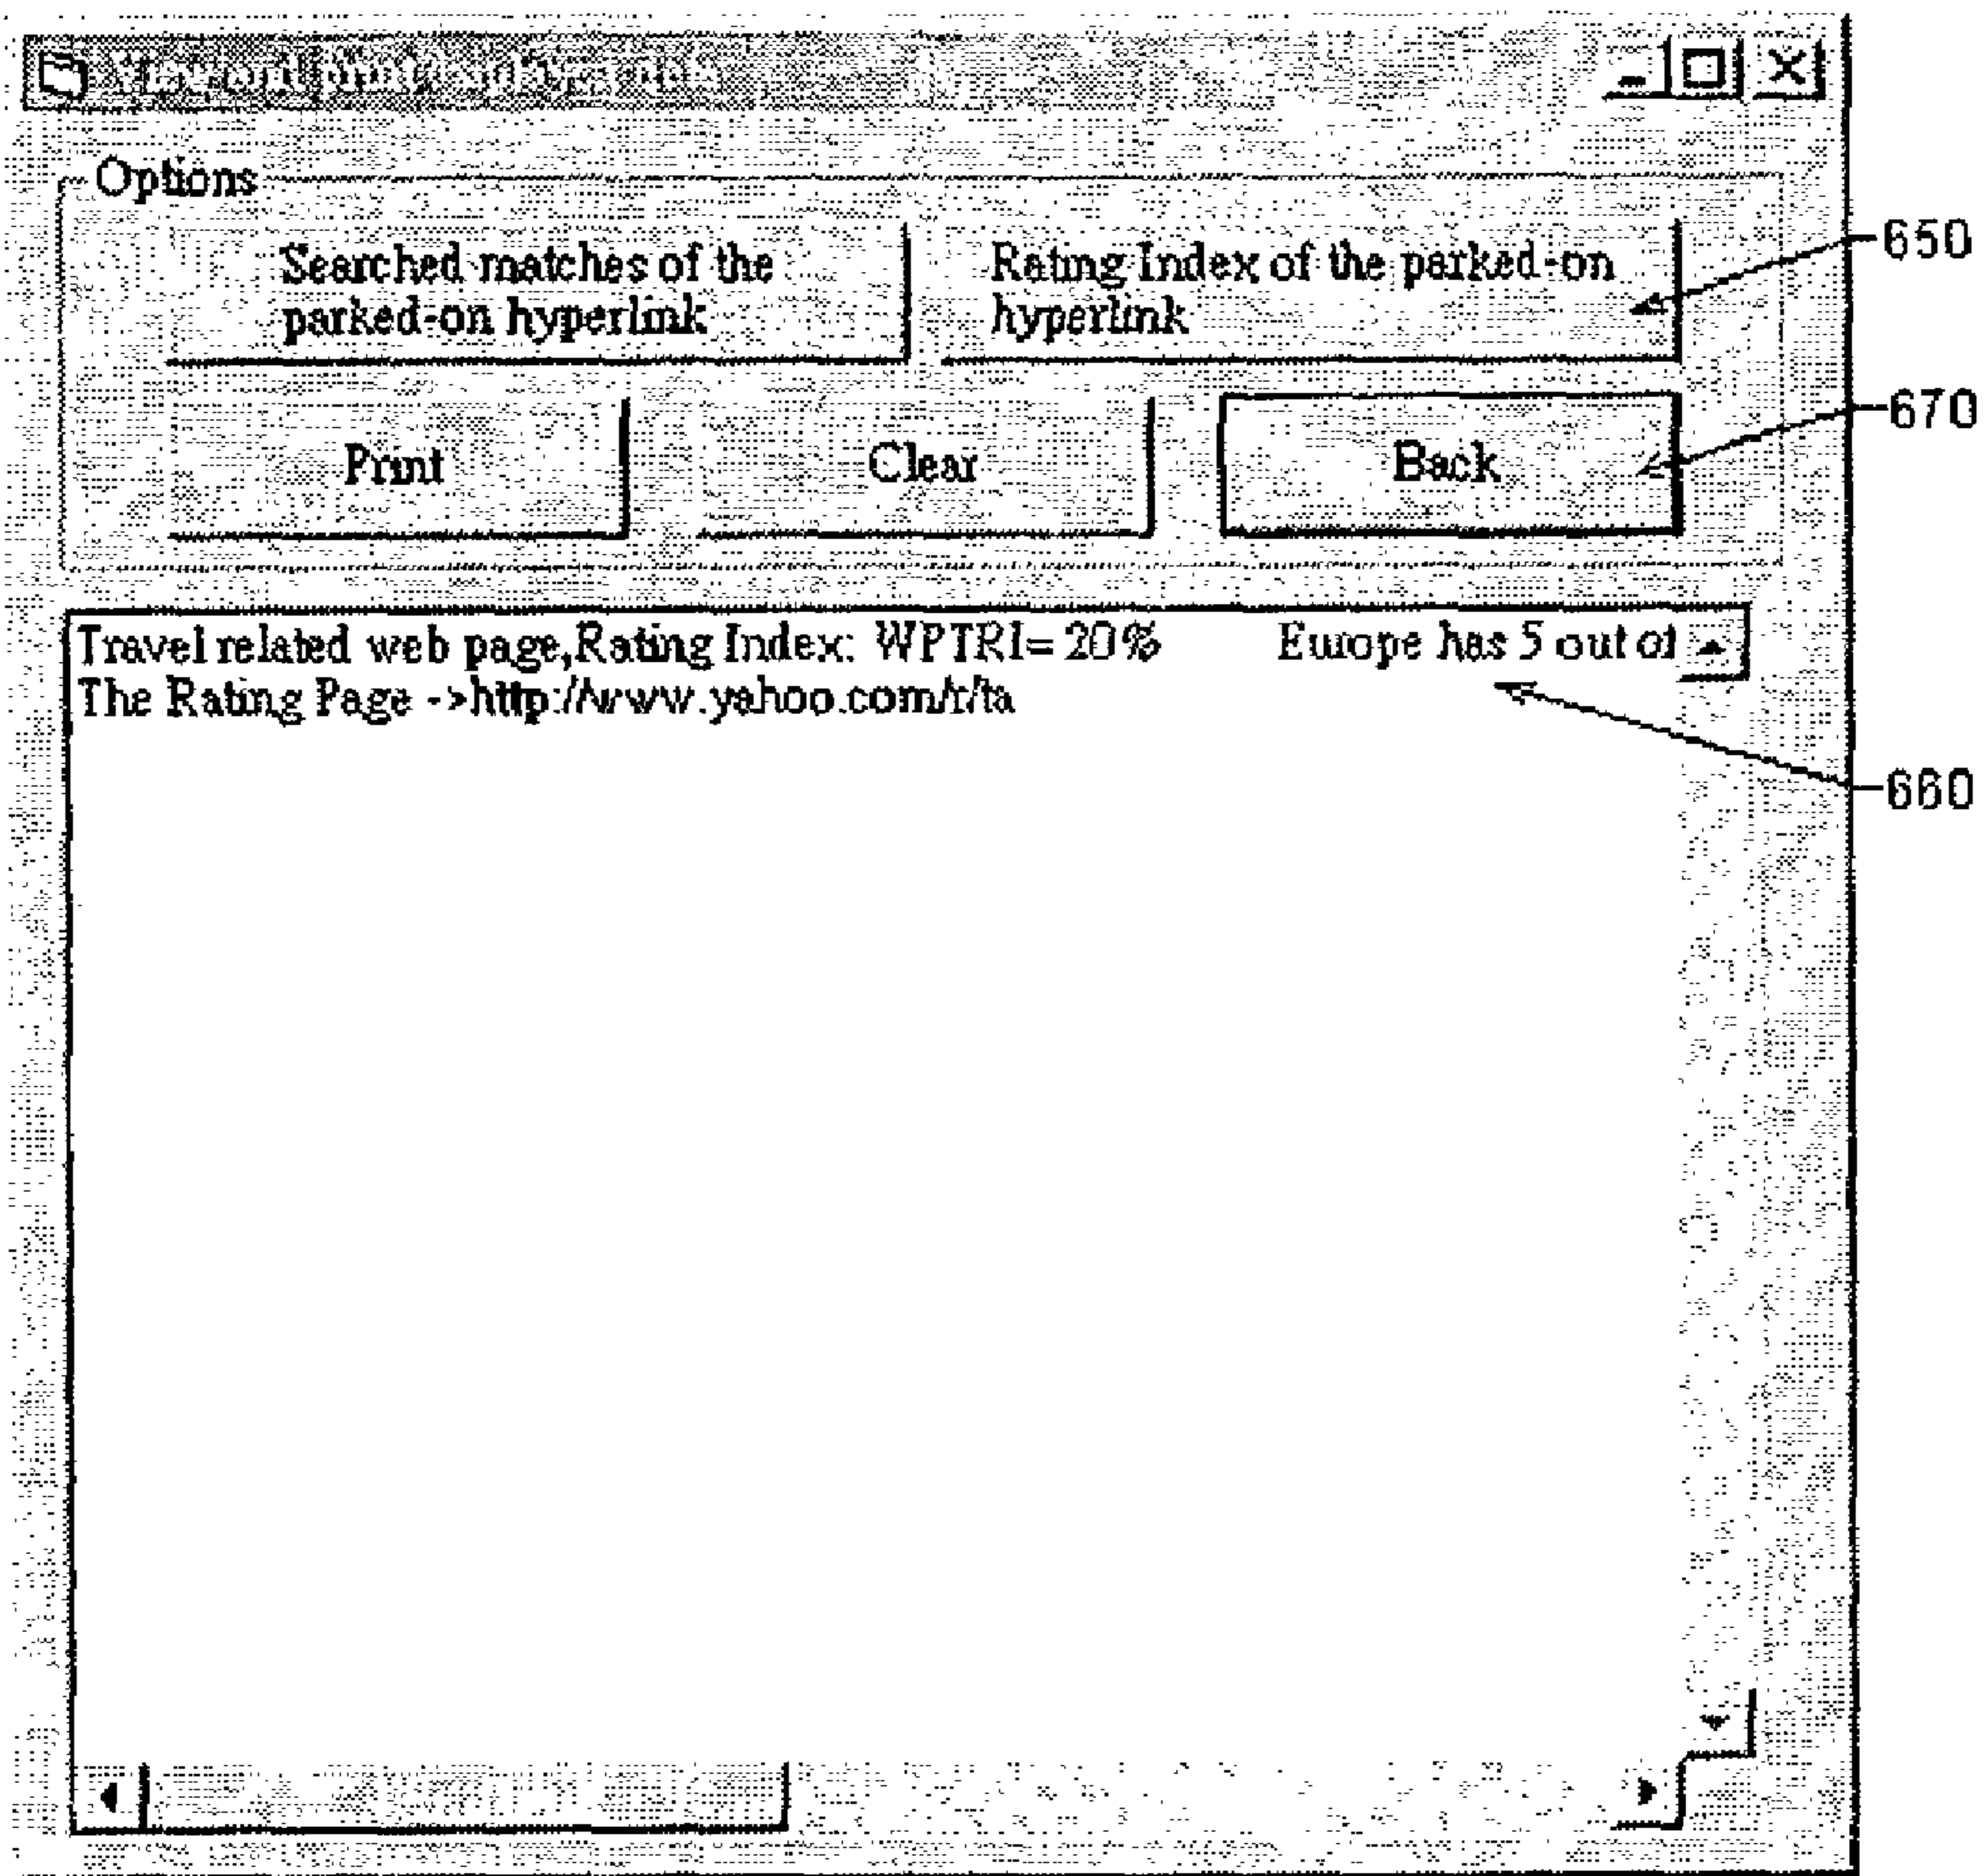 Options
Searched matches of the
parked-on hyperlink
Rating Index of the parked-on
hyperlink
650
Print
Clear
Back
670
Travel related web page,Rating Index: WPTRI= 20% Europe has 5 out of
The Rating Page ->http://www.yahoo.com/r/ta
660